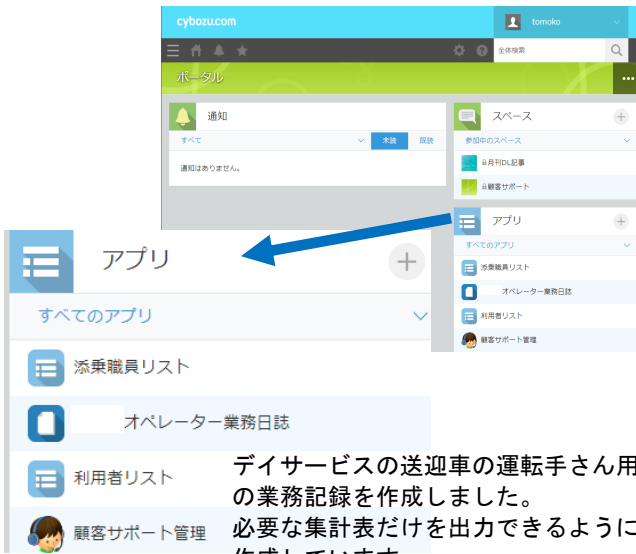 cybozu.com
tomoko
全体検索
ポータル
通知
すべて
未読
既読
通知はありません。
スペース
参加中のスペース
月刊DL記事
顧客サポート
アプリ
すべてのアプリ
添乗職員リスト
オペレーター業務日誌
利用者リスト
顧客サポート管理
アプリ
すべてのアプリ
添乗職員リスト
オペレーター業務日誌
利用者リスト
顧客サポート管理
デイサービスの送迎車の運転手さん用
の業務記録を作成しました。
必要な集計表だけを出力できるように
作成しています